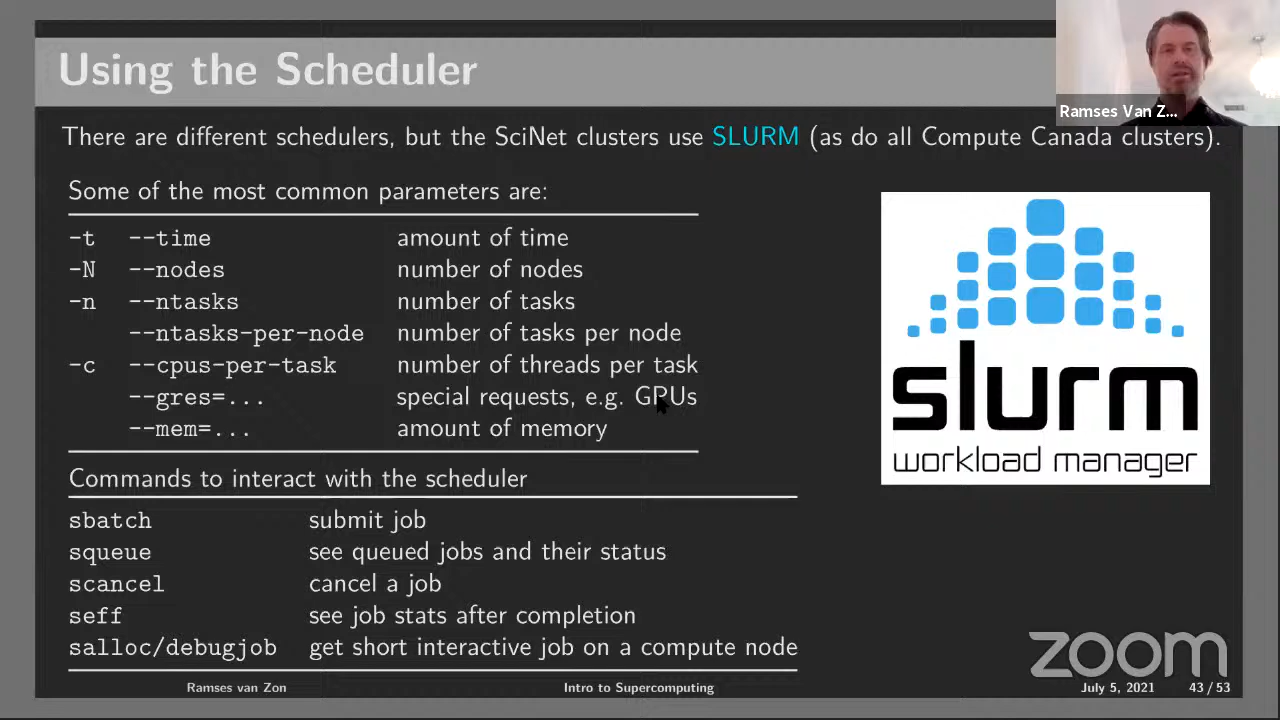 Using the Scheduler
Ramses Van Z...
There are different schedulers, but the SciNet clusters use SLURM (as do all Compute Canada clusters).
Some of the most common parameters are:
-t --time amount of time
-N --nodes number of nodes
-n --ntasks number of tasks
--ntasks-per-node number of tasks per node
-c --cpus-per-task number of threads per task
--gres=... special requests, e.g. GPUs
--mem=... amount of memory
slurm
workload manager
Commands to interact with the scheduler
sbatch submit job
squeue see queued jobs and their status
scancel cancel a job
seff see job stats after completion
salloc/debugjob get short interactive job on a compute node
zoom
Ramses van Zon Intro to Supercomputing July 5, 2021 43 / 53